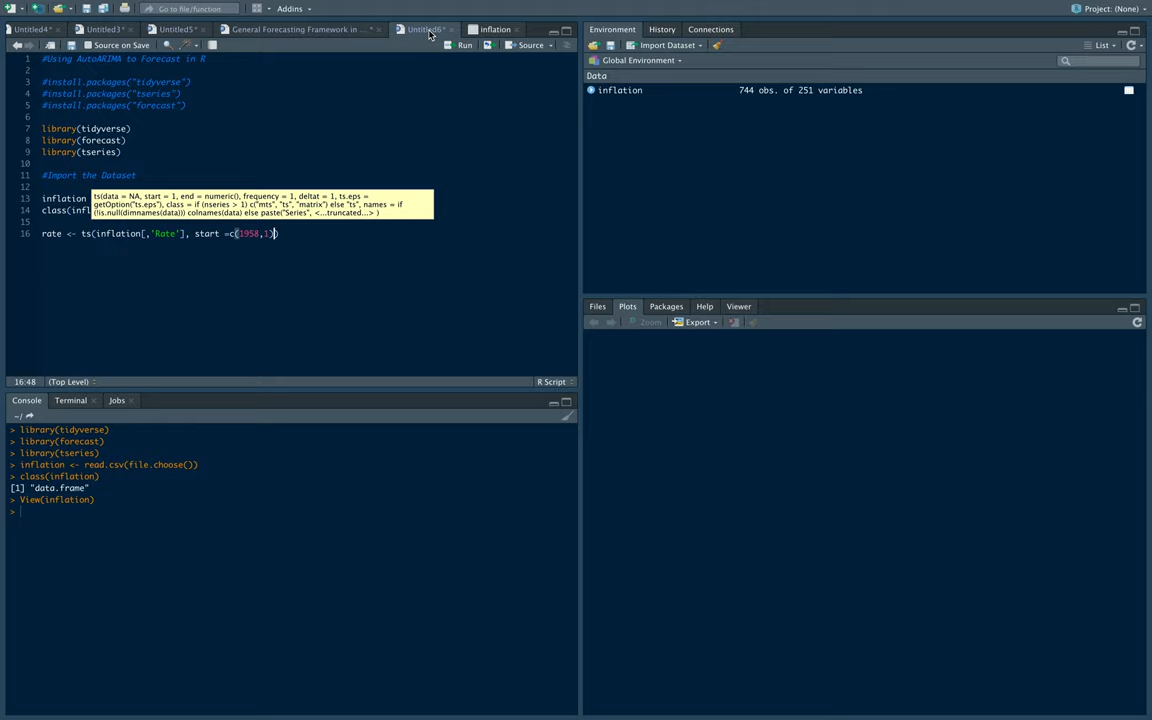 Go to file/function
Addins
Project: (None)
Untitled4*
Untitled3*
Untitled5*
General Forecasting Framework in ...*
Untitled6*
Inflation
Source on Save
Run
Source
1 #Using AutoARIMA to Forecast in R
2
3 #install.packages("tidyverse")
4 #install.packages("tseries")
5 #install.packages("forecast")
6
7 library(tidyverse)
8 library(forecast)
9 library(tseries)
10
11 #Import the Dataset
12
13 inflation
14 class(infl
ts(data = NA, start = 1, end = numeric(), frequency = 1, deltat = 1, ts.eps =
getOption("ts.eps"), class = if (nseries > 1) c("mts", "ts", "matrix") else "ts", names = if
(!is.null(dimnames(data))) colnames(data) else paste("Series", <...truncated...> )
15
16 rate <- ts(inflation[,'Rate'], start =c(1958,1))
16:48
(Top Level)
R Script
Console
Terminal
Jobs
~/
> library(tidyverse)
> library(forecast)
> library(tseries)
> inflation <- read.csv(file.choose())
> class(inflation)
[1] "data.frame"
> View(inflation)
>
Environment
History
Connections
Import Dataset
List
Global Environment
Data
inflation 744 obs. of 251 variables
Files
Plots
Packages
Help
Viewer
Zoom
Export